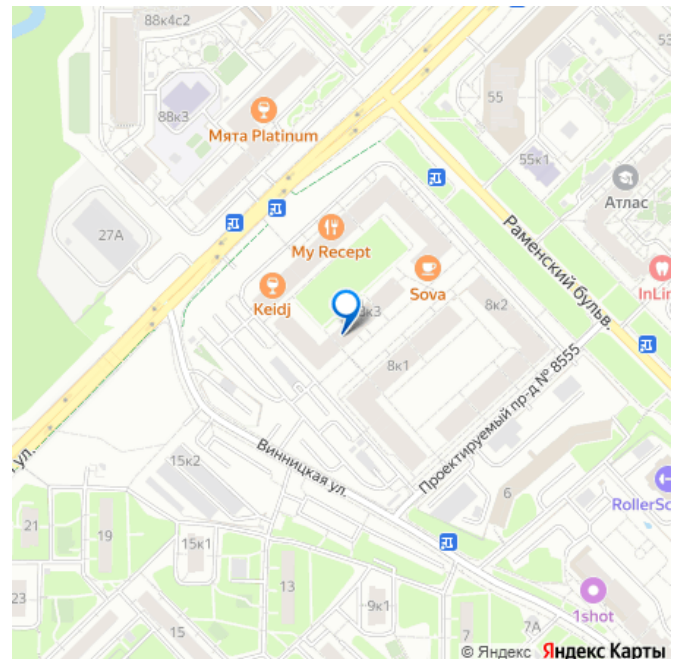 88к4с2
88к3
Мята Platinum
55
53
55к1
Атлас
27А
My Recept
Раменский бульв.
Keidj
Sova
8к2
InLin
8к3
8к1
Проектируемый пр-д № 8555
Винницкая ул.
ул.
15к2
6
RollerSc
21
19
15к1
13
23
9к1
1shot
15
7
7А
© Яндекс Яндекс Карты